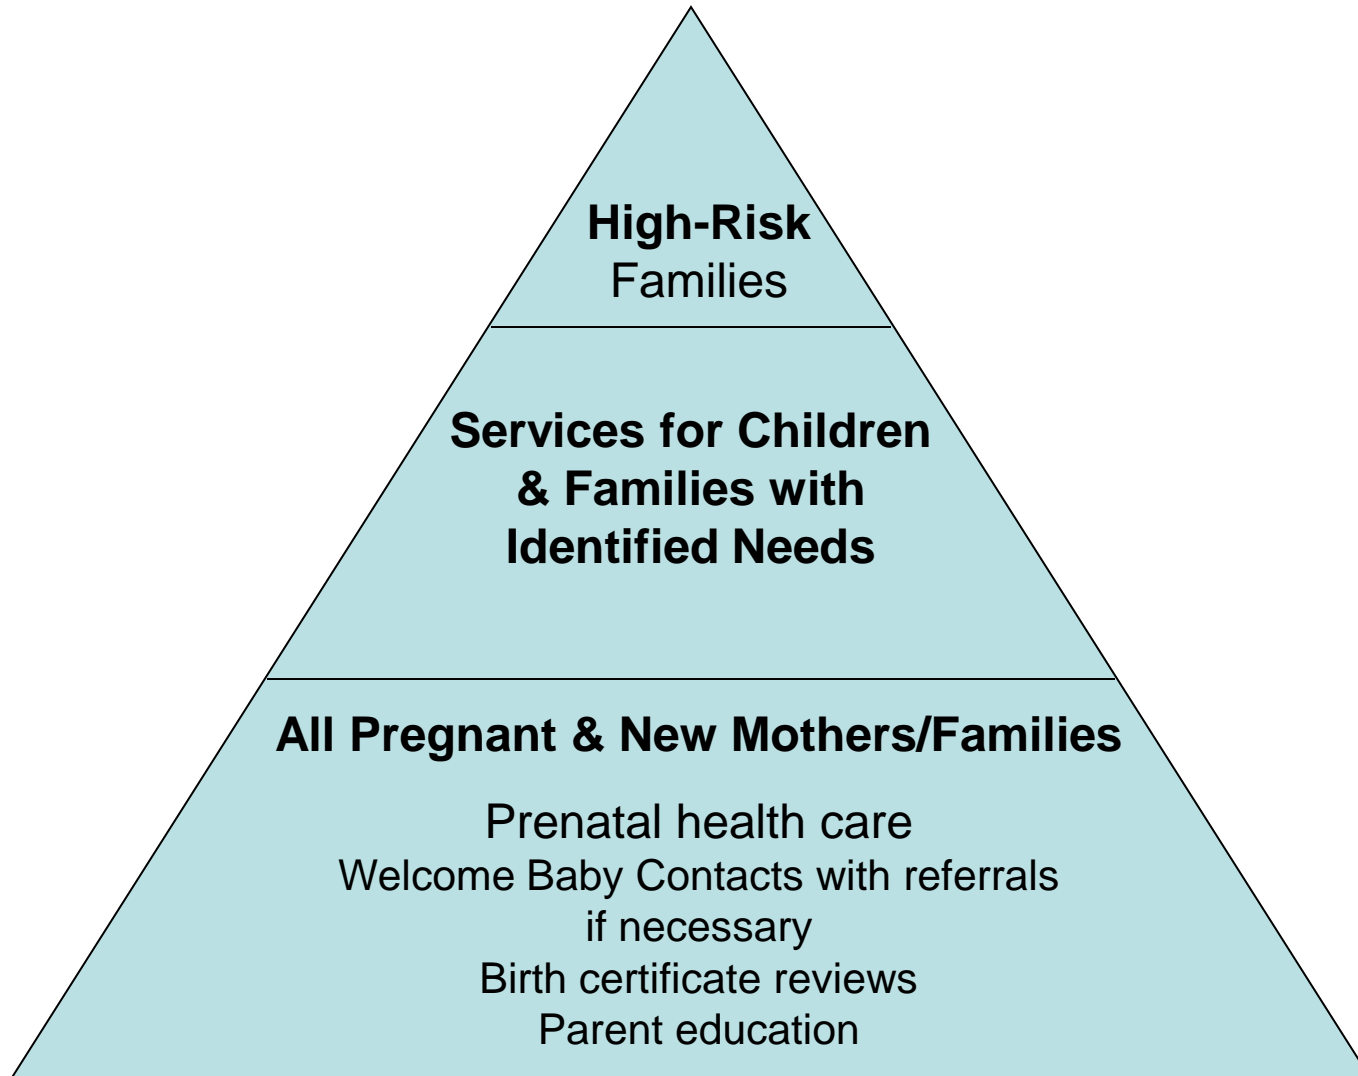 High-Risk
Families
Services for Children
& Families with
Identified Needs
All Pregnant & New Mothers/Families
Prenatal health care
Welcome Baby Contacts with referrals
if necessary
Birth certificate reviews
Parent education